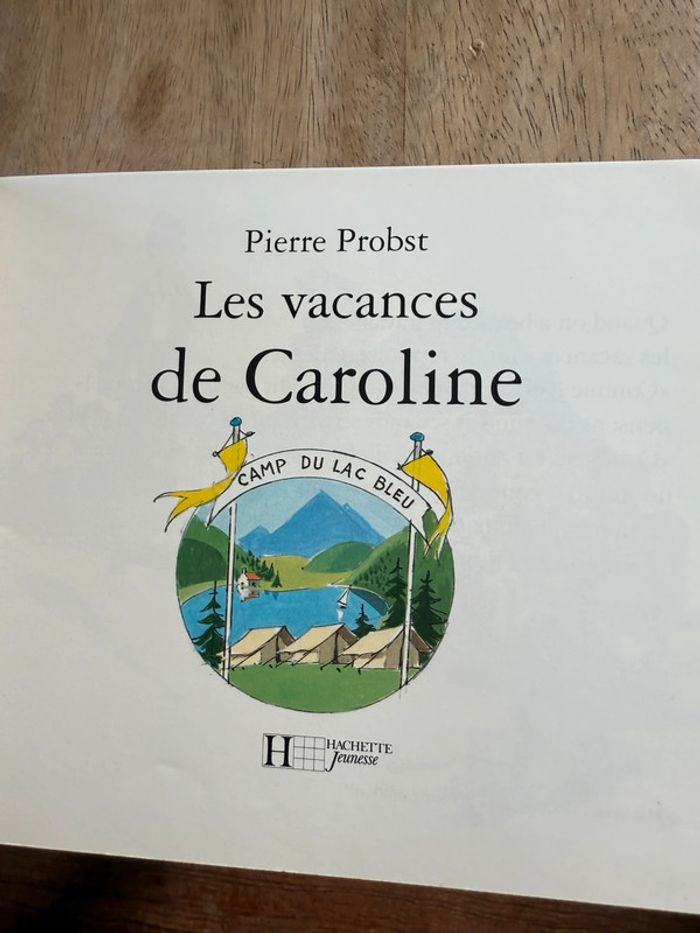 Pierre Probst
Les vacances
de Caroline
CAMP DU LAC BLEU
H HACHETTE
Jeunesse